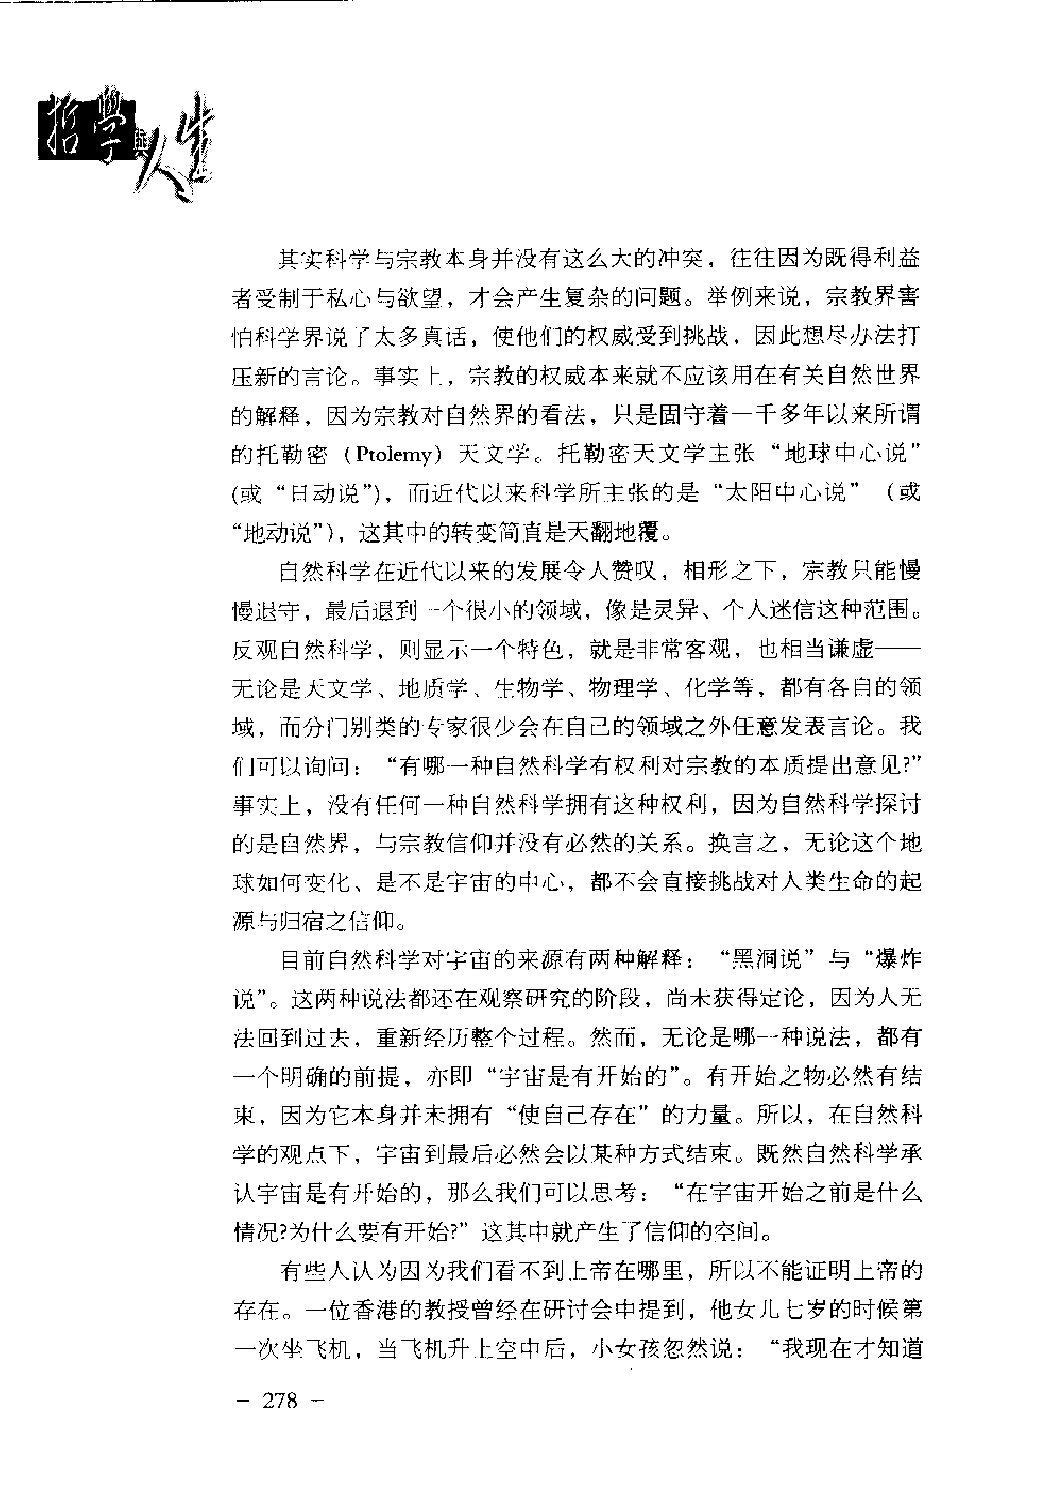 哲學與人生
其实科学与宗教本身并没有这么大的冲突，往往因为既得利益
者受制于私心与欲望，才会产生复杂的问题。举例来说，宗教界害
怕科学界说了太多真话，使他们的权威受到挑战，因此想尽办法打
压新的言论。事实上，宗教的权威本来就不应该用在有关自然世界
的解释，因为宗教对自然界的看法，只是固守着一千多年以来所谓
的托勒密（Ptolemy）天文学。托勒密天文学主张“地球中心说”
(或“日动说”)，而近代以来科学所主张的是“太阳中心说”（或
“地动说”)，这其中的转变简直是天翻地覆。
自然科学在近代以来的发展令人赞叹，相形之下，宗教只能慢
慢退守，最后退到一个很小的领域，像是灵异、个人迷信这种范围。
反观自然科学，则显示一个特色，就是非常客观，也相当谦虚——
无论是天文学、地质学、生物学、物理学、化学等，都有各自的领
域，而分门别类的专家很少会在自己的领域之外任意发表言论。我
们可以询问：“有哪一种自然科学有权利对宗教的本质提出意见?”
事实上，没有任何一种自然科学拥有这种权利，因为自然科学探讨
的是自然界，与宗教信仰并没有必然的关系。换言之，无论这个地
球如何变化、是不是宇宙的中心，都不会直接挑战对人类生命的起
源与归宿之信仰。
目前自然科学对宇宙的来源有两种解释：“黑洞说”与“爆炸
说”。这两种说法都还在观察研究的阶段，尚未获得定论，因为人无
法回到过去，重新经历整个过程。然而，无论是哪一种说法，都有
一个明确的前提，亦即“宇宙是有开始的”。有开始之物必然有结
束，因为它本身并未拥有“使自己存在”的力量。所以，在自然科
学的观点下，宇宙到最后必然会以某种方式结束。既然自然科学承
认宇宙是有开始的，那么我们可以思考：“在宇宙开始之前是什么
情况?为什么要有开始?”这其中就产生了信仰的空间。
有些人认为因为我们看不到上帝在哪里，所以不能证明上帝的
存在。一位香港的教授曾经在研讨会中提到，他女儿七岁的时候第
一次坐飞机，当飞机升上空中后，小女孩忽然说：“我现在才知道
– 278 –